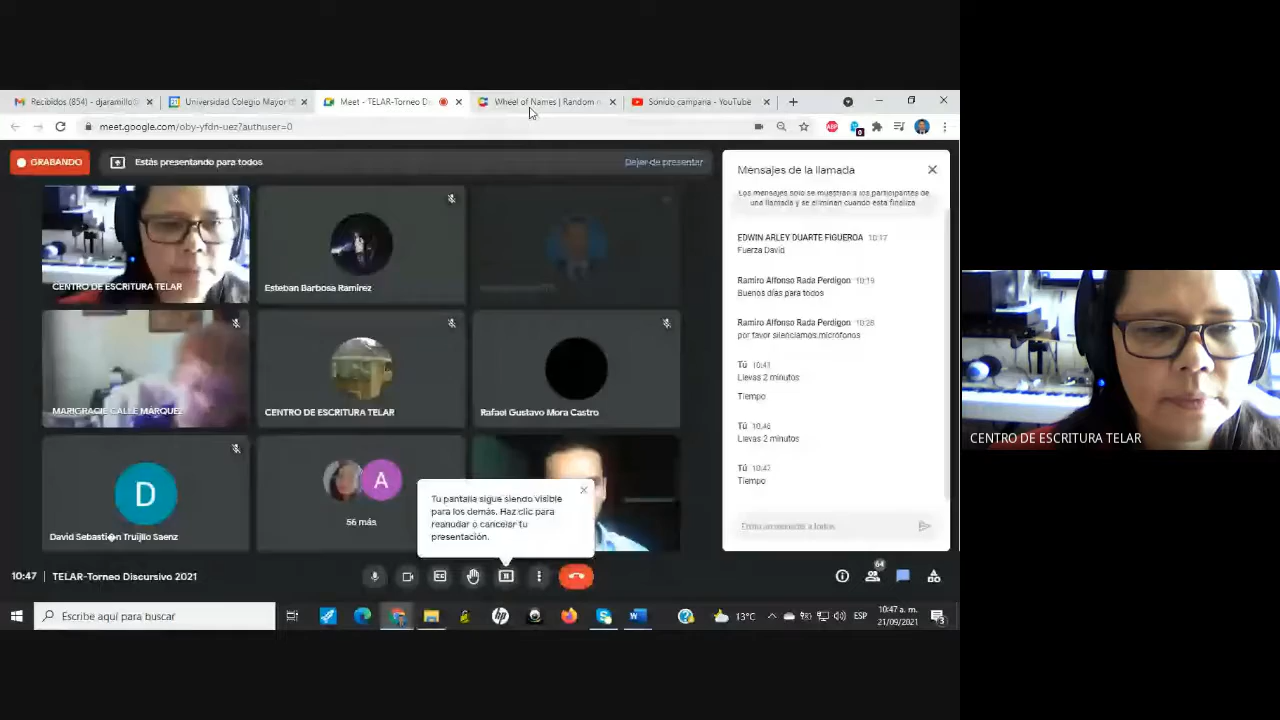 Recibidos (854) - djaramillo@
Universidad Colegio Mayor
Meet - TELAR-Torneo Di
Wheel of Names | Random n
Sonido campana - YouTube
meet.google.com/oby-yfdn-uez?authuser=0
GRABANDO
Estás presentando para todos
Dejar de presentar
CENTRO DE ESCRITURA TELAR
Esteban Barbosa Ramirez
MARIGRACIE CALLE MARQUEZ
CENTRO DE ESCRITURA TELAR
Rafael Gustavo Mora Castro
D
David Sebasti�n Trujillo Saenz
A
56 más
Tu pantalla sigue siendo visible
para los demás. Haz clic para
reanudar o cancelar tu
presentación.
Mensajes de la llamada
Los mensajes solo se muestran a los participantes de
una llamada y se eliminan cuando esta finaliza
EDWIN ARLEY DUARTE FIGUEROA 10:17
Fuerza David
Ramiro Alfonso Rada Perdigon 10:19
Buenos días para todos
Ramiro Alfonso Rada Perdigon 10:28
por favor silenciamos micrófonos
Tú 10:41
Llevas 2 minutos
Tiempo
Tú 10:46
Llevas 2 minutos
Tú 10:47
Tiempo
Envía un mensaje a todos
10:47 | TELAR-Torneo Discursivo 2021
64
Escribe aquí para buscar
13°C
ESP
10:47 a. m.
21/09/2021
3
CENTRO DE ESCRITURA TELAR